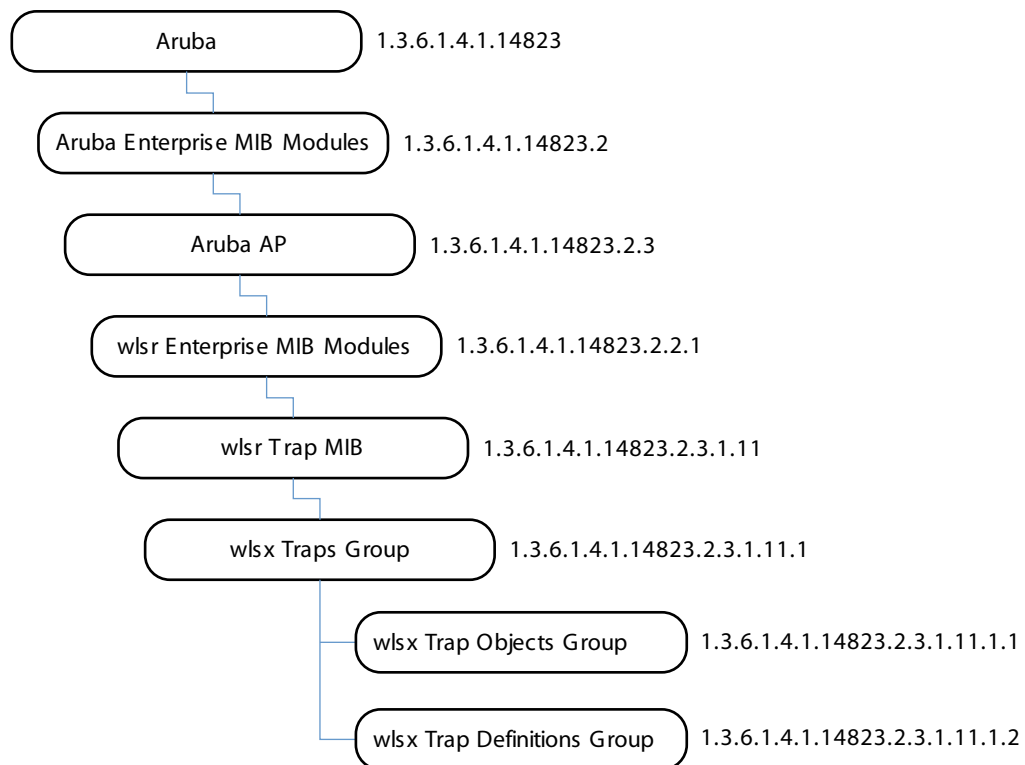 Aruba 1.3.6.1.4.1.14823
Aruba Enterprise MIB Modules 1.3.6.1.4.1.14823.2
Aruba AP 1.3.6.1.4.1.14823.2.3
wlsr Enterprise MIB Modules 1.3.6.1.4.1.14823.2.2.1
wlsr Trap MIB 1.3.6.1.4.1.14823.2.3.1.11
wlsx Traps Group 1.3.6.1.4.1.14823.2.3.1.11.1
wlsx Trap Objects Group 1.3.6.1.4.1.14823.2.3.1.11.1.1
wlsx Trap Definitions Group 1.3.6.1.4.1.14823.2.3.1.11.1.2